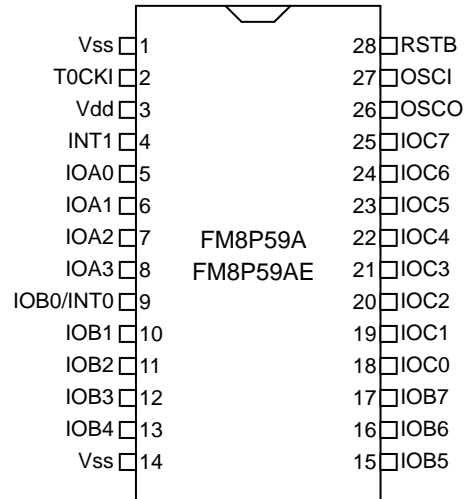 Vss 1 28 RSTB
T0CKI 2 27 OSCI
Vdd 3 26 OSCO
INT1 4 25 IOC7
IOA0 5 24 IOC6
IOA1 6 23 IOC5
IOA2 7 FM8P59A 22 IOC4
IOA3 8 FM8P59AE 21 IOC3
IOB0/INT0 9 20 IOC2
IOB1 10 19 IOC1
IOB2 11 18 IOC0
IOB3 12 17 IOB7
IOB4 13 16 IOB6
Vss 14 15 IOB5